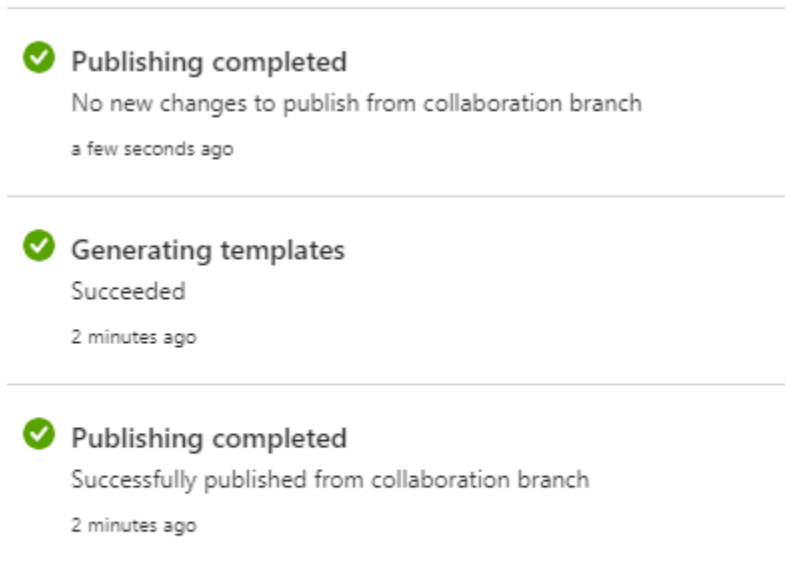 Publishing completed
No new changes to publish from collaboration branch
a few seconds ago
Generating templates
Succeeded
2 minutes ago
Publishing completed
Successfully published from collaboration branch
2 minutes ago